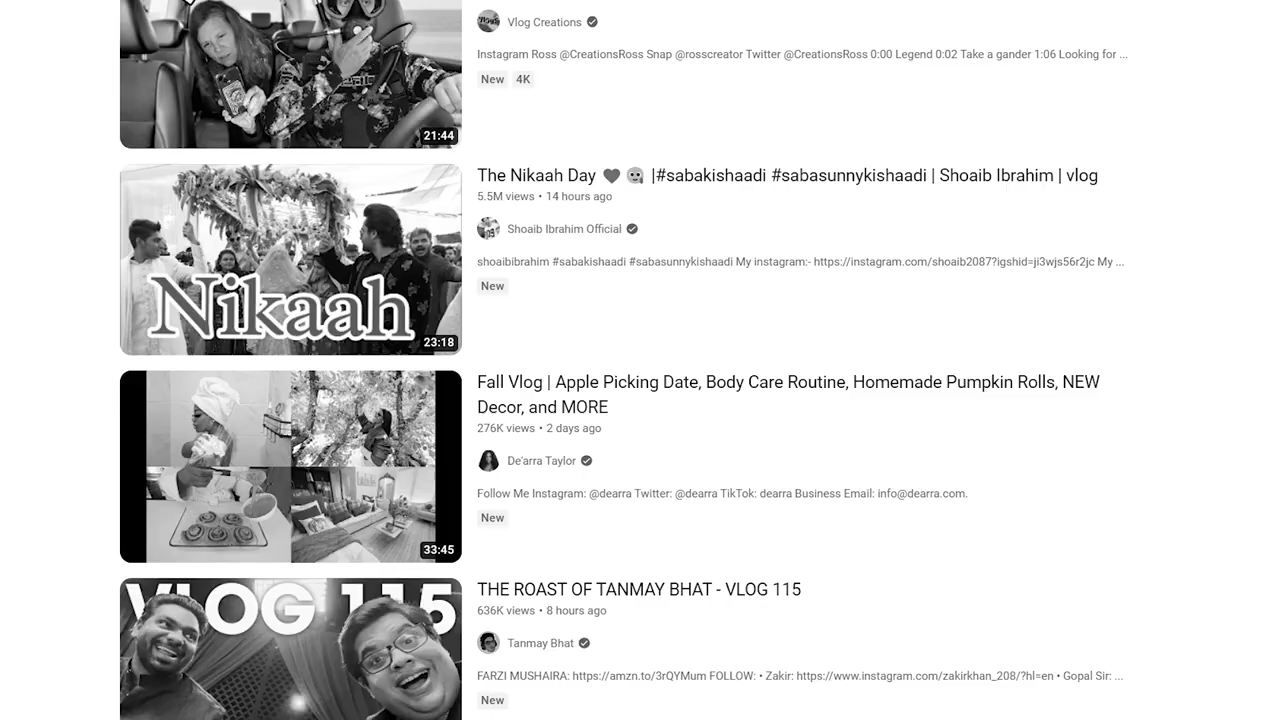 Vlog Creations
Instagram Ross @CreationsRoss Snap @rosscreator Twitter @CreationsRoss 0:00 Legend 0:02 Take a gander 1:06 Looking for ...
New 4K
21:44
The Nikaah Day ♥ 🥲 |#sabakishaadi #sabasunnykishaadi | Shoaib Ibrahim | vlog
5.5M views • 14 hours ago
Shoaib Ibrahim Official
shoaibibrahim #sabakishaadi #sabasunnykishaadi My instagram:- https://instagram.com/shoaib2087?igshid=ji3wjs56r2jc My ...
New
Nikaah
23:18
Fall Vlog | Apple Picking Date, Body Care Routine, Homemade Pumpkin Rolls, NEW
Decor, and MORE
276K views • 2 days ago
De'arra Taylor
Follow Me Instagram: @dearra Twitter: @dearra TikTok: dearra Business Email: info@dearra.com.
New
33:45
THE ROAST OF TANMAY BHAT - VLOG 115
636K views • 8 hours ago
Tanmay Bhat
FARZI MUSHAIRA: https://amzn.to/3rQYMum FOLLOW: • Zakir: https://www.instagram.com/zakirkhan_208/?hl=en • Gopal Sir: ...
New
VLOG 115